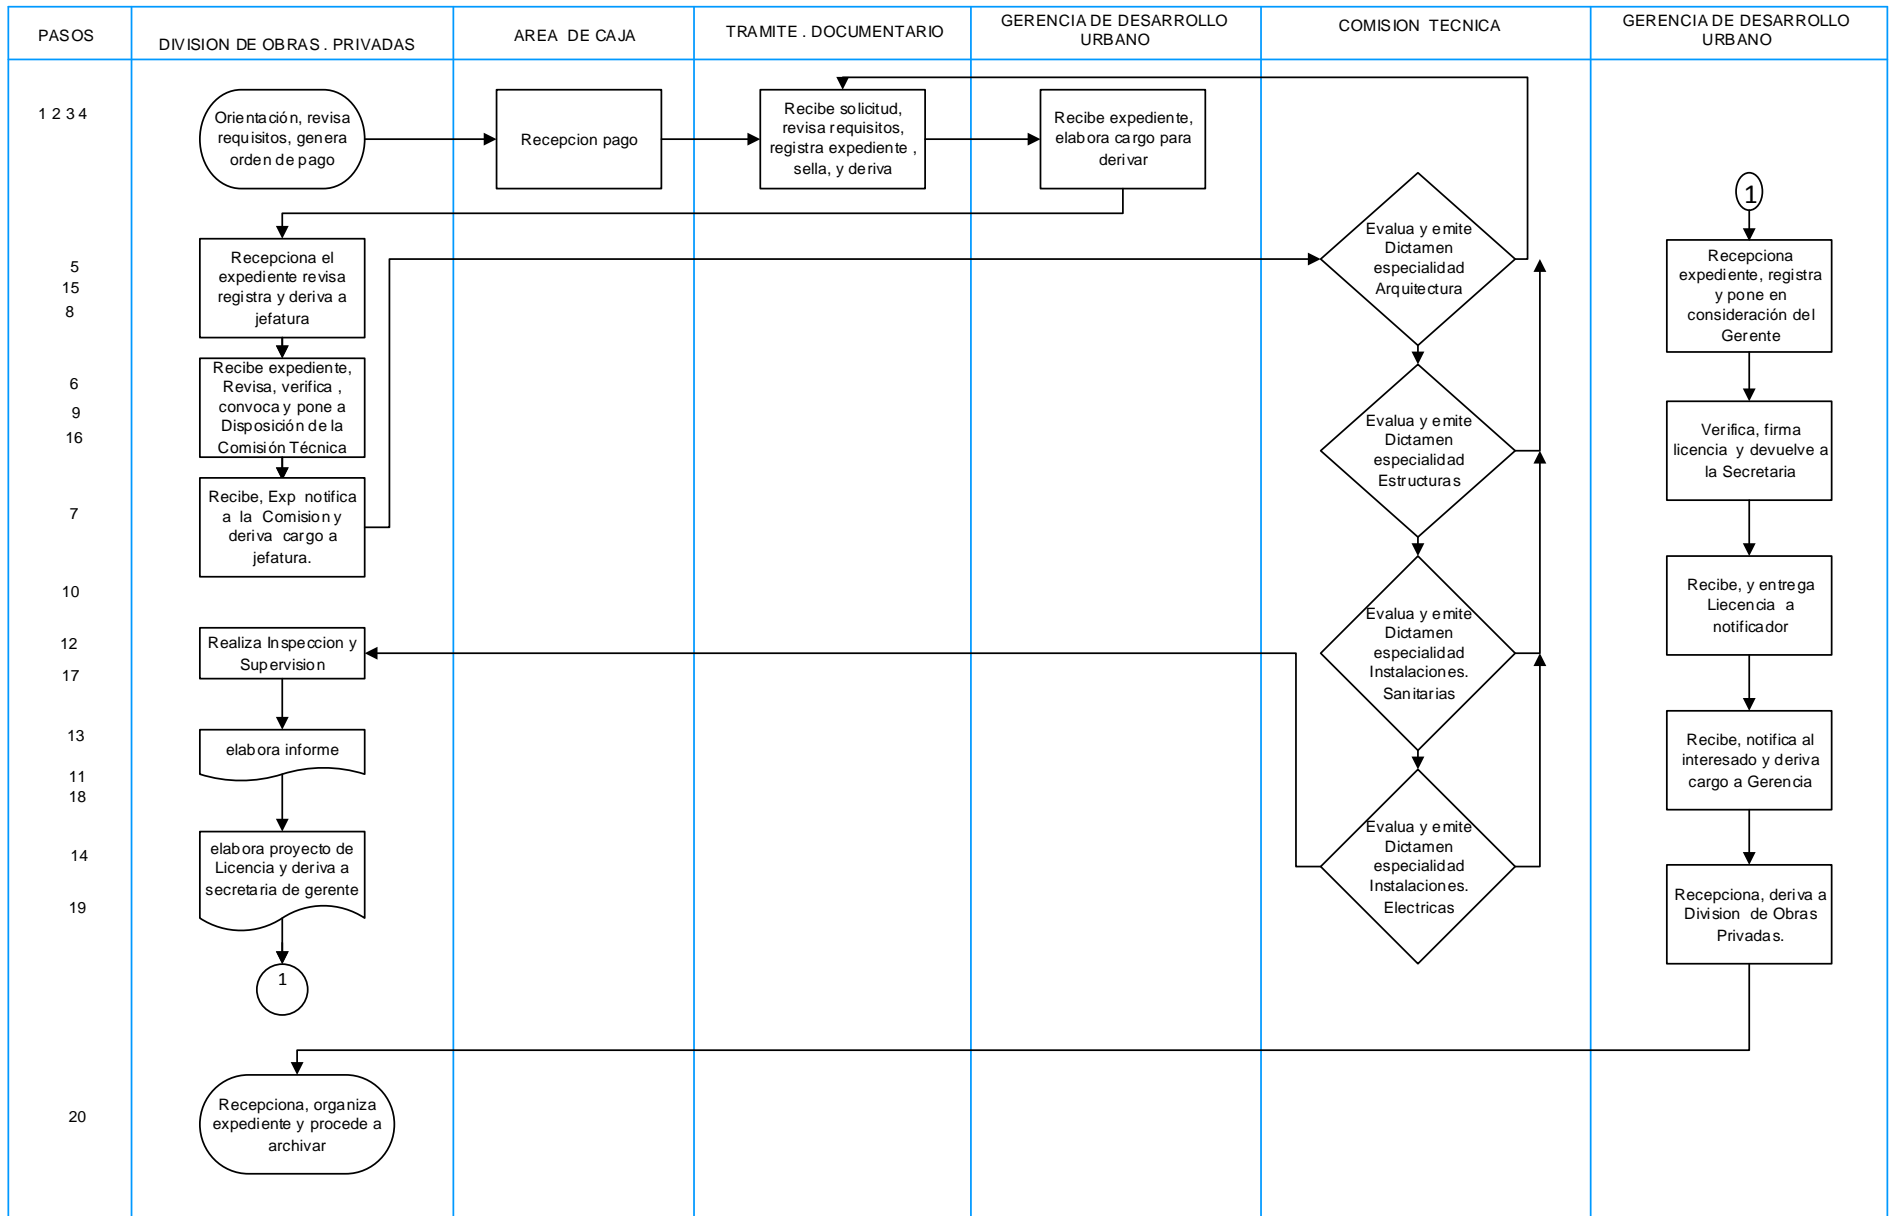 PASOS
DIVISION DE OBRAS . PRIVADAS
AREA DE CAJA
TRAMITE . DOCUMENTARIO
GERENCIA DE DESARROLLO
URBANO
COMISION TECNICA
GERENCIA DE DESARROLLO
URBANO
1 2 3 4
Orientación, revisa
requisitos, genera
orden de pago
Recepcion pago
Recibe solicitud,
revisa requisitos,
registra expediente ,
sella, y deriva
Recibe expediente,
elabora cargo para
derivar
1
5
15
8
Recepciona el
expediente revisa
registra y deriva a
jefatura
Evalua y emite
Dictamen
especialidad
Arquitectura
Recepciona
expediente, registra
y pone en
consideración del
Gerente
6
9
16
Recibe expediente,
Revisa, verifica ,
convoca y pone a
Disposición de la
Comisión Técnica
Evalua y emite
Dictamen
especialidad
Estructuras
Verifica, firma
licencia y devuelve a
la Secretaria
7
Recibe, Exp notifica
a la Comision y
deriva cargo a
jefatura.
10
12
17
Realiza Inspeccion y
Supervision
Evalua y emite
Dictamen
especialidad
Instalaciones.
Sanitarias
Recibe, y entrega
Liecencia a
notificador
13
11
18
elabora informe
Recibe, notifica al
interesado y deriva
cargo a Gerencia
14
19
elabora proyecto de
Licencia y deriva a
secretaria de gerente
Evalua y emite
Dictamen
especialidad
Instalaciones.
Electricas
Recepciona, deriva a
Division de Obras
Privadas.
1
20
Recepciona, organiza
expediente y procede a
archivar